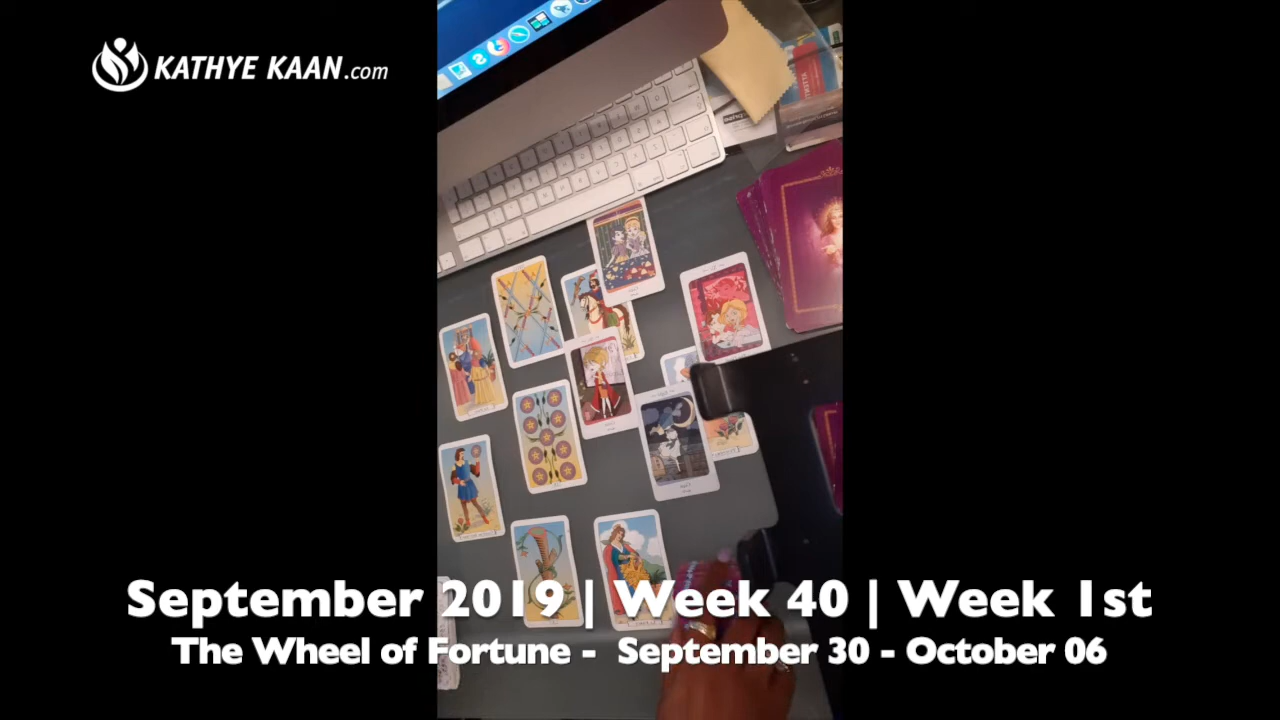 KATHYE KAAN.com
September 2019 | Week 40 | Week 1st
The Wheel of Fortune - September 30 - October 06